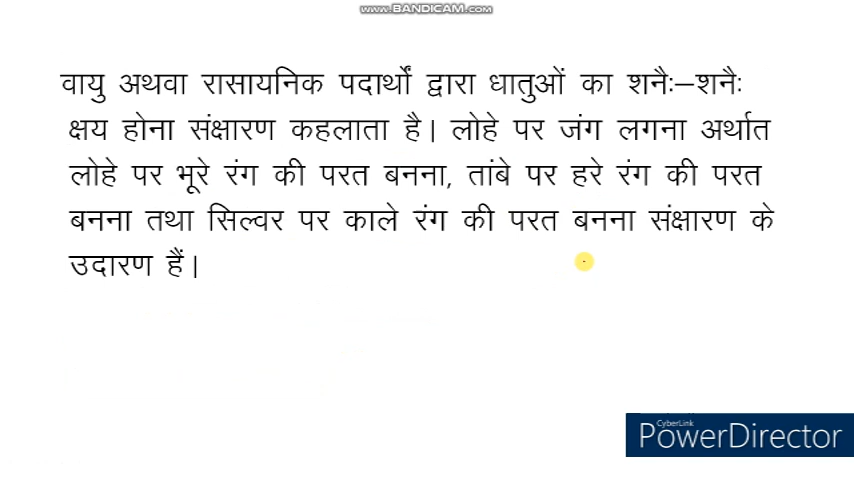 WWW.BANDICAM.COM
वायु अथवा रासायनिक पदार्थों द्वारा धातुओं का शनैः–शनैः
क्षय होना संक्षारण कहलाता है। लोहे पर जंग लगना अर्थात
लोहे पर भूरे रंग की परत बनना, तांबे पर हरे रंग की परत
बनना तथा सिल्वर पर काले रंग की परत बनना संक्षारण के
उदारण हैं।
CyberLink
PowerDirector